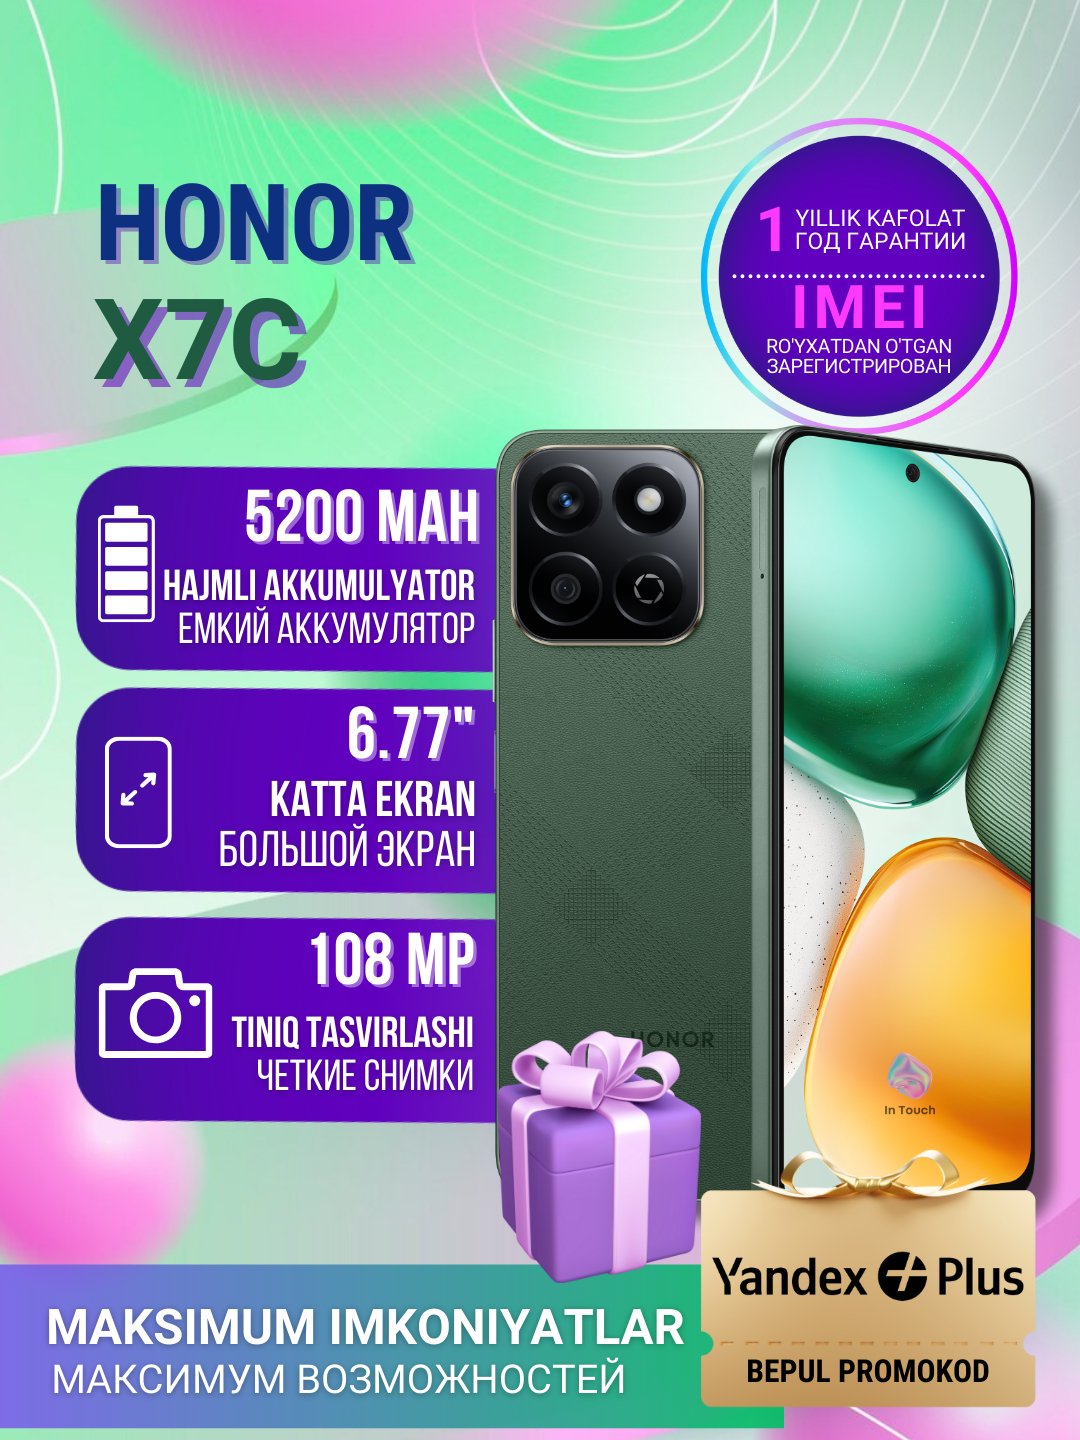 HONOR
X7C
1 YILLIK KAFOLAT
ГОД ГАРАНТИИ
IMEI
RO'YXATDAN O'TGAN
ЗАРЕГИСТРИРОВАН
5200 MAH
HAJMLI AKKUMULYATOR
ЕМКИЙ АККУМУЛЯТОР
6.77"
KATTA EKRAN
БОЛЬШОЙ ЭКРАН
108 MP
TINIQ TASVIRLASHI
ЧЕТКИЕ СНИМКИ
HONOR
In Touch
Yandex Plus
BEPUL PROMOKOD
MAKSIMUM IMKONIYATLAR
МАКСИМУМ ВОЗМОЖНОСТЕЙ